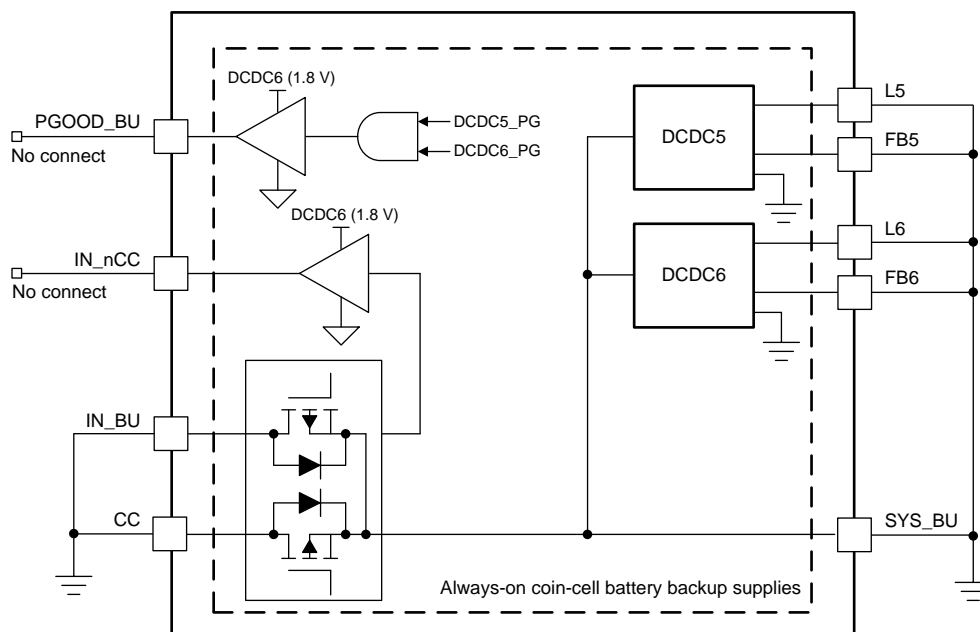 DCDC6 (1.8 V)
PGOOD_BU
No connect
DCDC5_PG
DCDC6_PG
DCDC5
L5
FB5
DCDC6 (1.8 V)
IN_nCC
No connect
DCDC6
L6
FB6
IN_BU
CC
SYS_BU
Always-on coin-cell battery backup supplies